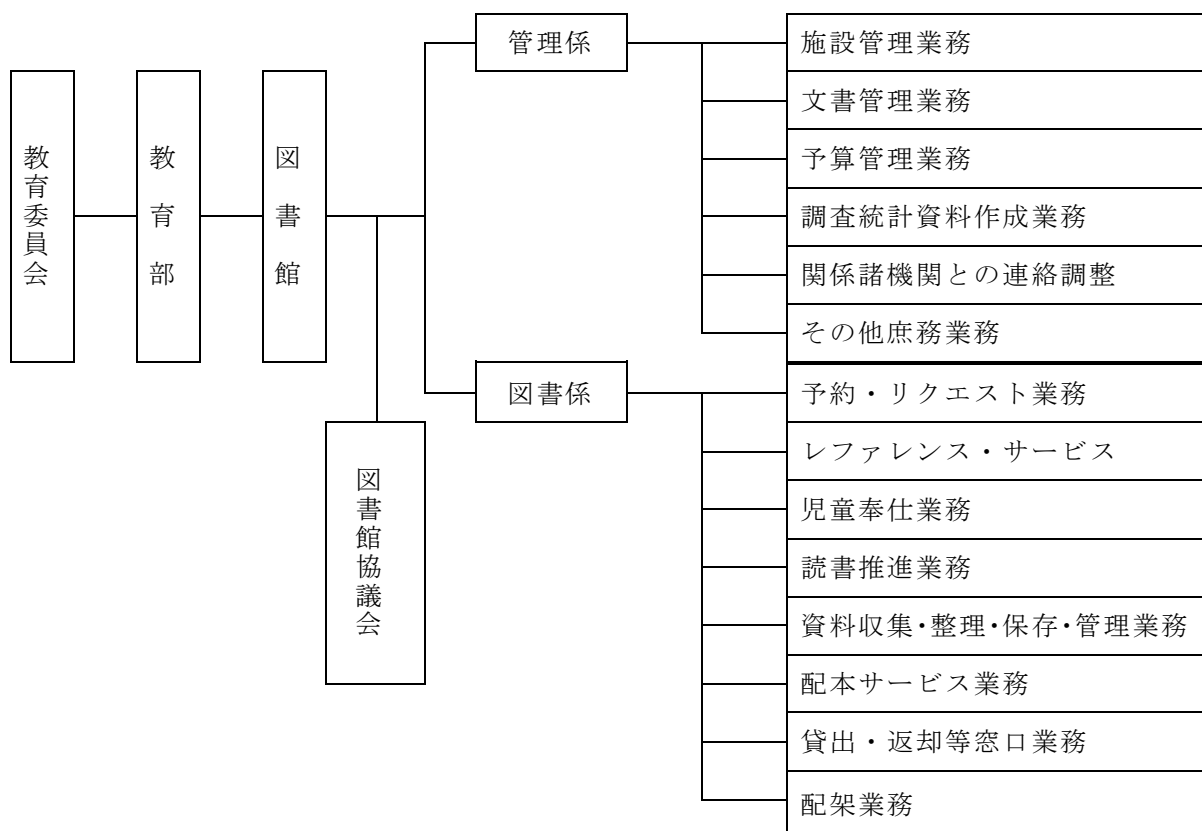 教育委員会
教育部
図書館
図書館協議会
管理係
施設管理業務
文書管理業務
予算管理業務
調査統計資料作成業務
関係諸機関との連絡調整
その他庶務業務
図書係
予約・リクエスト業務
レファレンス・サービス
児童奉仕業務
読書推進業務
資料収集･整理･保存･管理業務
配本サービス業務
貸出・返却等窓口業務
配架業務